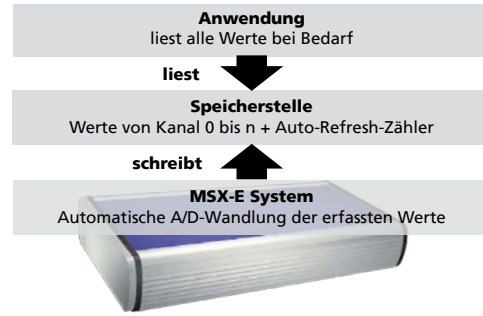 Anwendung
liest alle Werte bei Bedarf
liest
Speicherstelle
Werte von Kanal 0 bis n + Auto-Refresh-Zähler
schreibt
MSX-E System
Automatische A/D-Wandlung der erfassten Werte